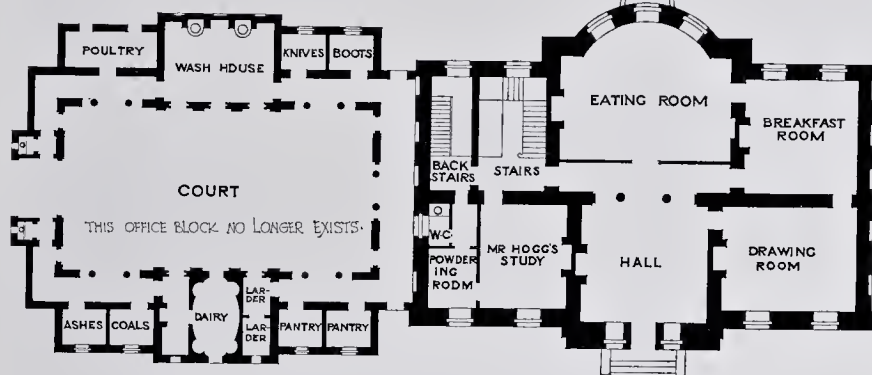 POULTRY
WASH HOUSE
KNIVES
BOOTS
EATING ROOM
BREAKFAST
ROOM
BACK
STAIRS
STAIRS
COURT
THIS OFFICE BLOCK NO LONGER EXISTS.
W.C.
POWDER
ING
ROOM
MR HOGG'S
STUDY
HALL
DRAWING
ROOM
ASHES
COALS
DAIRY
LAR-
DER
LAR-
DER
PANTRY
PANTRY